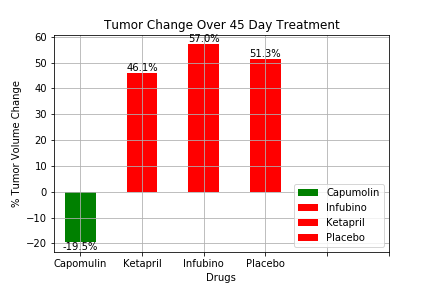 Tumor Change Over 45 Day Treatment
% Tumor Volume Change
60
50
40
30
20
10
0
−10
−20
46.1%
57.0%
51.3%
-19.5%
Capomulin
Ketapril
Infubino
Placebo
Drugs
Capumolin
Infubino
Ketapril
Placebo